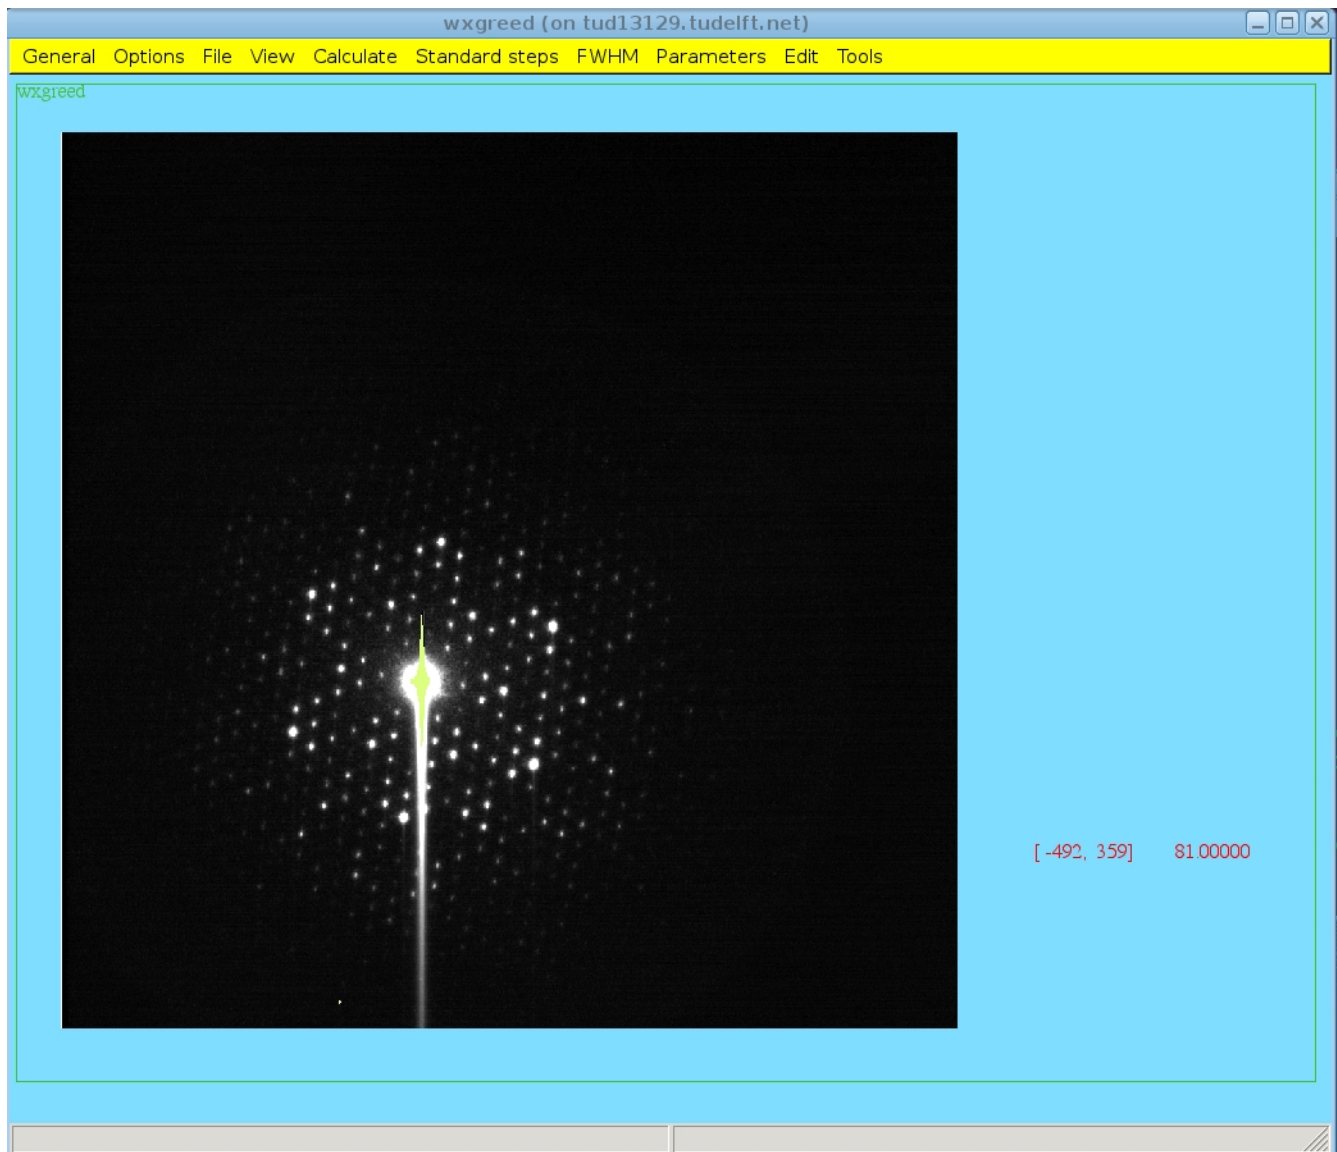 wxgreed (on tud13129.tudelft.net)
General Options File View Calculate Standard steps FWHM Parameters Edit Tools
wxgreed
[ -492, 359] 81.00000